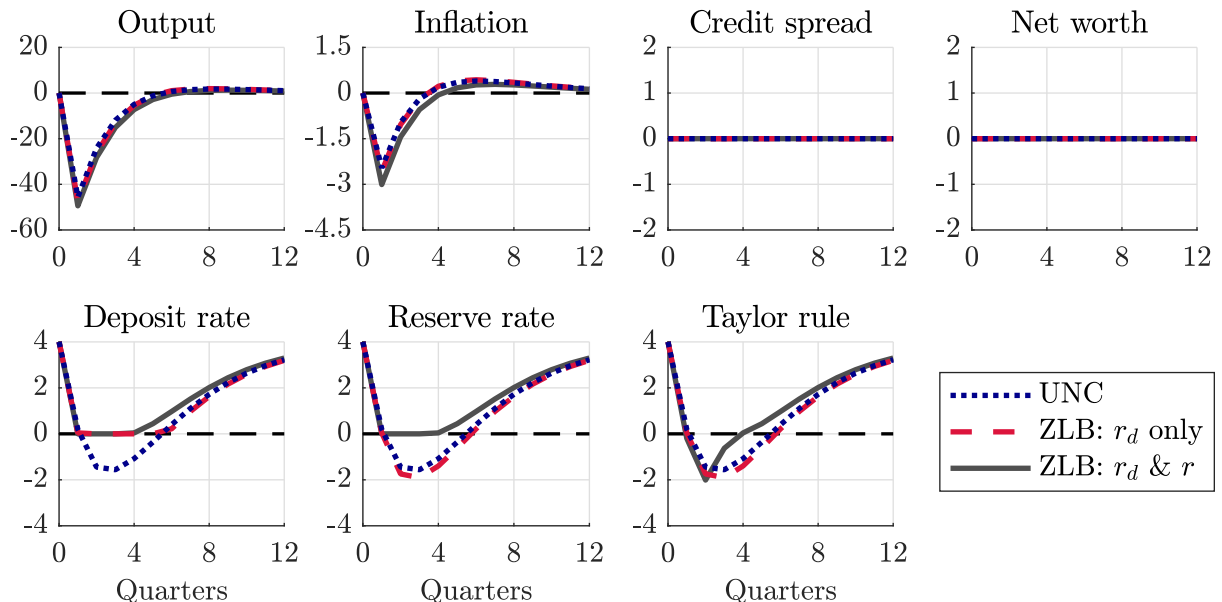 Output
Inflation
Credit spread
Net worth
20
0
-20
-40
-60
0 4 8 12
1.5
0
-1.5
-3
-4.5
0 4 8 12
2
1
0
-1
-2
0 4 8 12
2
1
0
-1
-2
0 4 8 12
Deposit rate
Reserve rate
Taylor rule
4
2
0
-2
-4
0 4 8 12
Quarters
4
2
0
-2
-4
0 4 8 12
Quarters
4
2
0
-2
-4
0 4 8 12
Quarters
UNC
ZLB: r_d only
ZLB: r_d & r